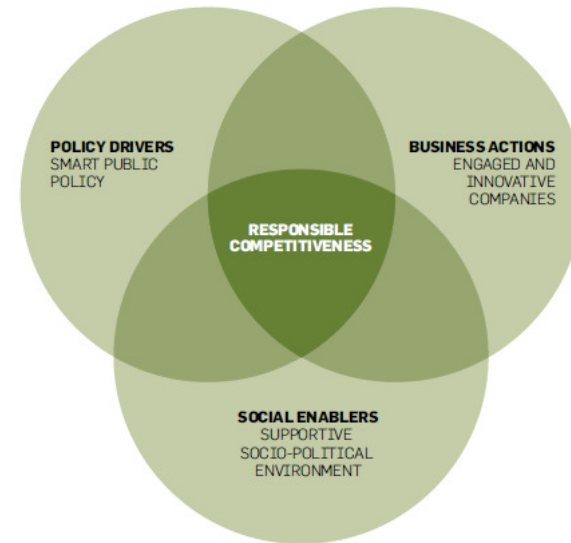 POLICY DRIVERS
SMART PUBLIC
POLICY
BUSINESS ACTIONS
ENGAGED AND
INNOVATIVE
COMPANIES
RESPONSIBLE
COMPETITIVENESS
SOCIAL ENABLERS
SUPPORTIVE
SOCIO-POLITICAL
ENVIRONMENT